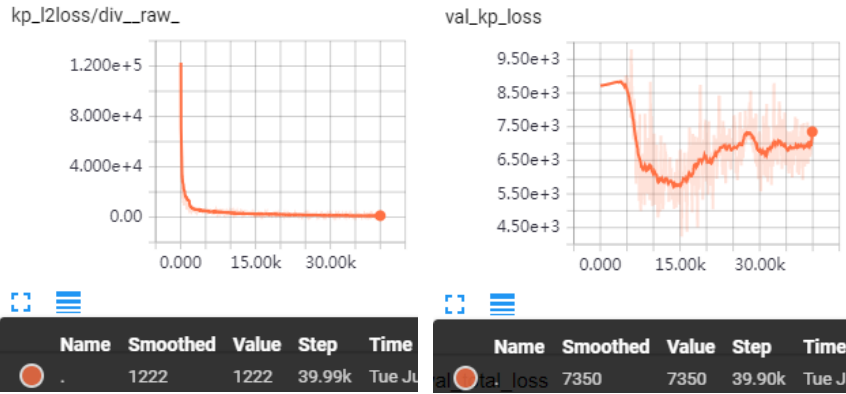 kp_l2loss/div__raw_
1.200e+5
8.000e+4
4.000e+4
0.00
0.000 15.00k 30.00k
Name Smoothed Value Step Time
. 1222 1222 39.99k Tue Ju
val_kp_loss
9.50e+3
8.50e+3
7.50e+3
6.50e+3
5.50e+3
4.50e+3
0.000 15.00k 30.00k
Name Smoothed Value Step Time
. 7350 7350 39.90k Tue J
al_total_loss